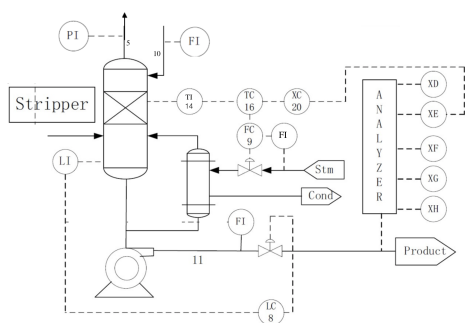 PI
5
10
FI
Stripper
TI
14
TC
16
XC
20
A
N
A
L
Y
Z
E
R
XD
XE
XF
XG
XH
FC
9
FI
LI
Stm
Cond
FI
11
Product
LC
8